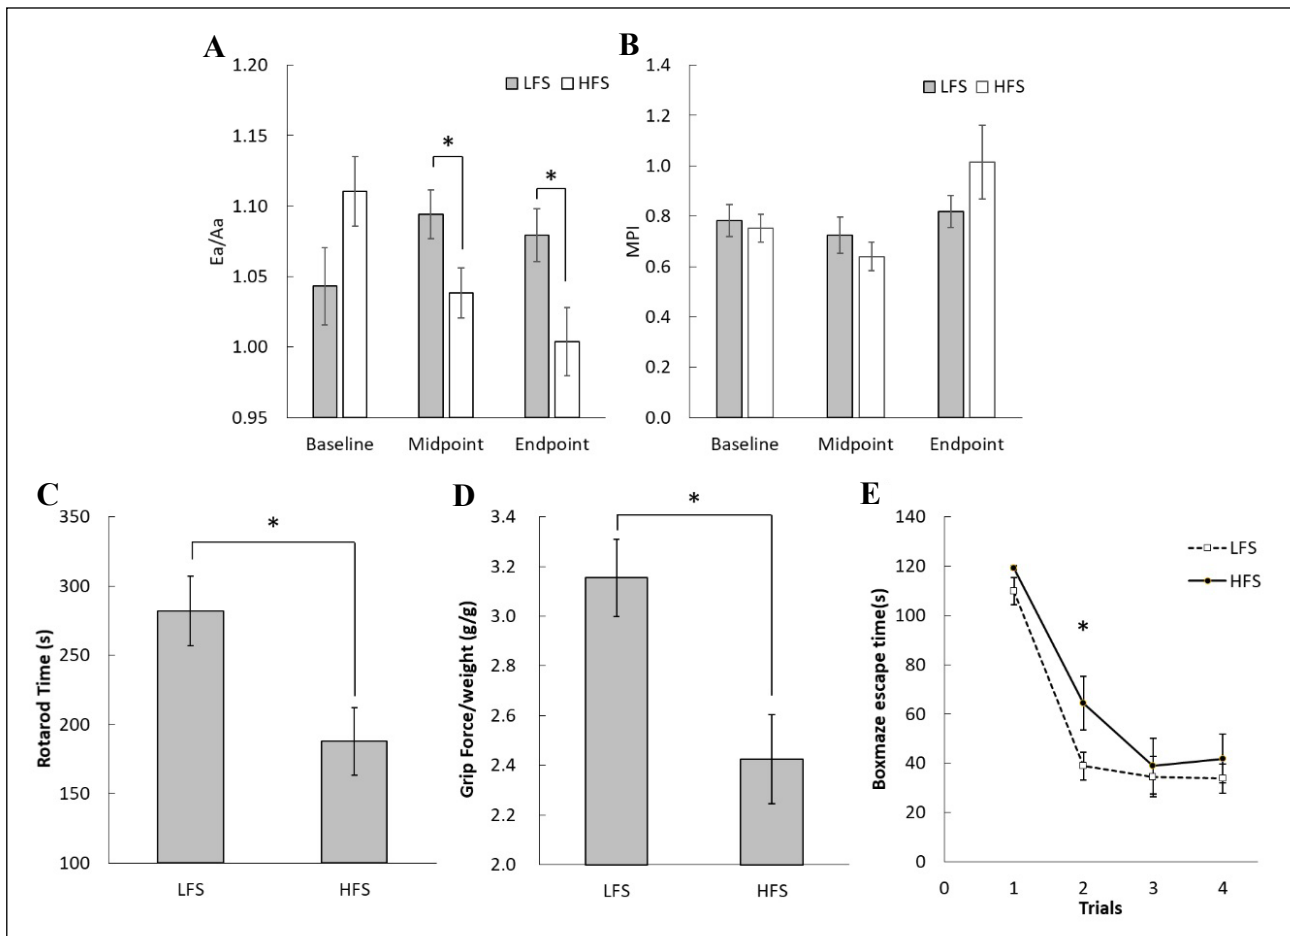 A
1.20
1.15
1.10
1.05
1.00
0.95
Ea/Aa
LFS HFS
*
*
Baseline Midpoint Endpoint
B
1.4
1.2
1.0
0.8
0.6
0.4
0.2
0.0
MPI
LFS HFS
Baseline Midpoint Endpoint
C
350
300
250
200
150
100
Rotarod Time (s)
*
LFS HFS
D
3.4
3.2
3.0
2.8
2.6
2.4
2.2
2.0
Grip Force/weight (g/g)
*
LFS HFS
E
140
120
100
80
60
40
20
0
Boxmaze escape time(s)
LFS
HFS
*
0 1 2 3 4
Trials